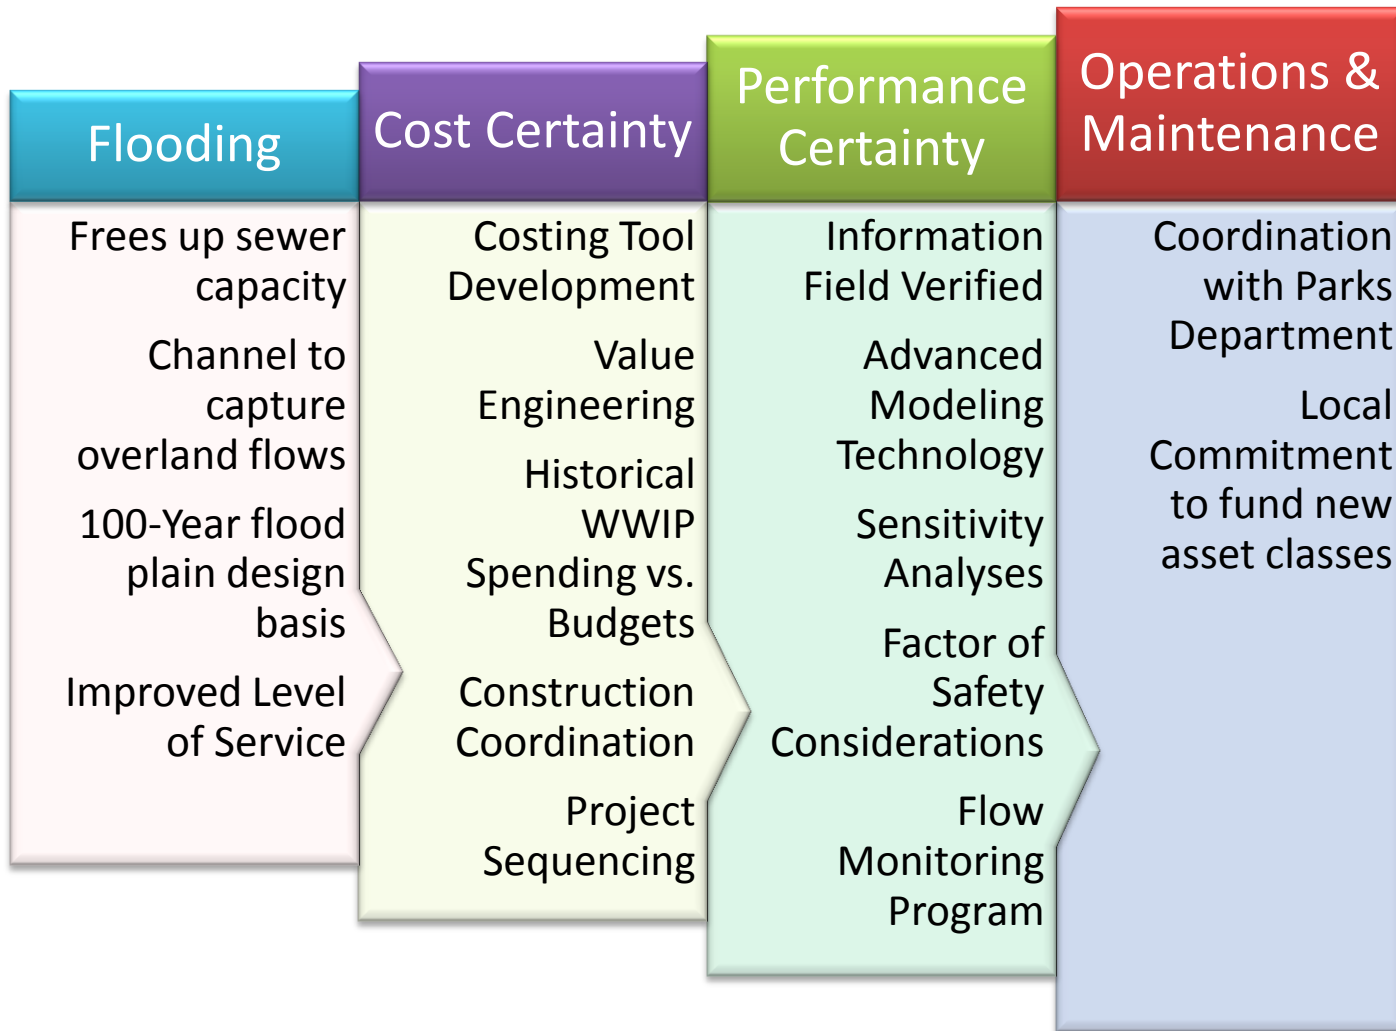 Flooding
Frees up sewer
capacity
Channel to
capture
overland flows
100-Year flood
plain design
basis
Improved Level
of Service
Cost Certainty
Costing Tool
Development
Value
Engineering
Historical
WWIP
Spending vs.
Budgets
Construction
Coordination
Project
Sequencing
Performance
Certainty
Information
Field Verified
Advanced
Modeling
Technology
Sensitivity
Analyses
Factor of
Safety
Considerations
Flow
Monitoring
Program
Operations &
Maintenance
Coordination
with Parks
Department
Local
Commitment
to fund new
asset classes